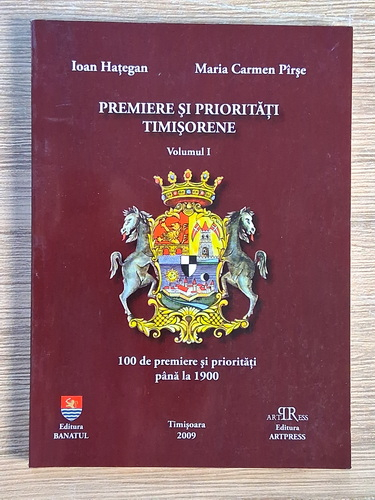 Ioan Hațegan Maria Carmen Pîrșe
PREMIERE ȘI PRIORITĂȚI
TIMIȘORENE
Volumul I
100 de premiere și priorități
până la 1900
Editura
BANATUL
Timișoara
2009
ARTPRESS
Editura
ARTPRESS